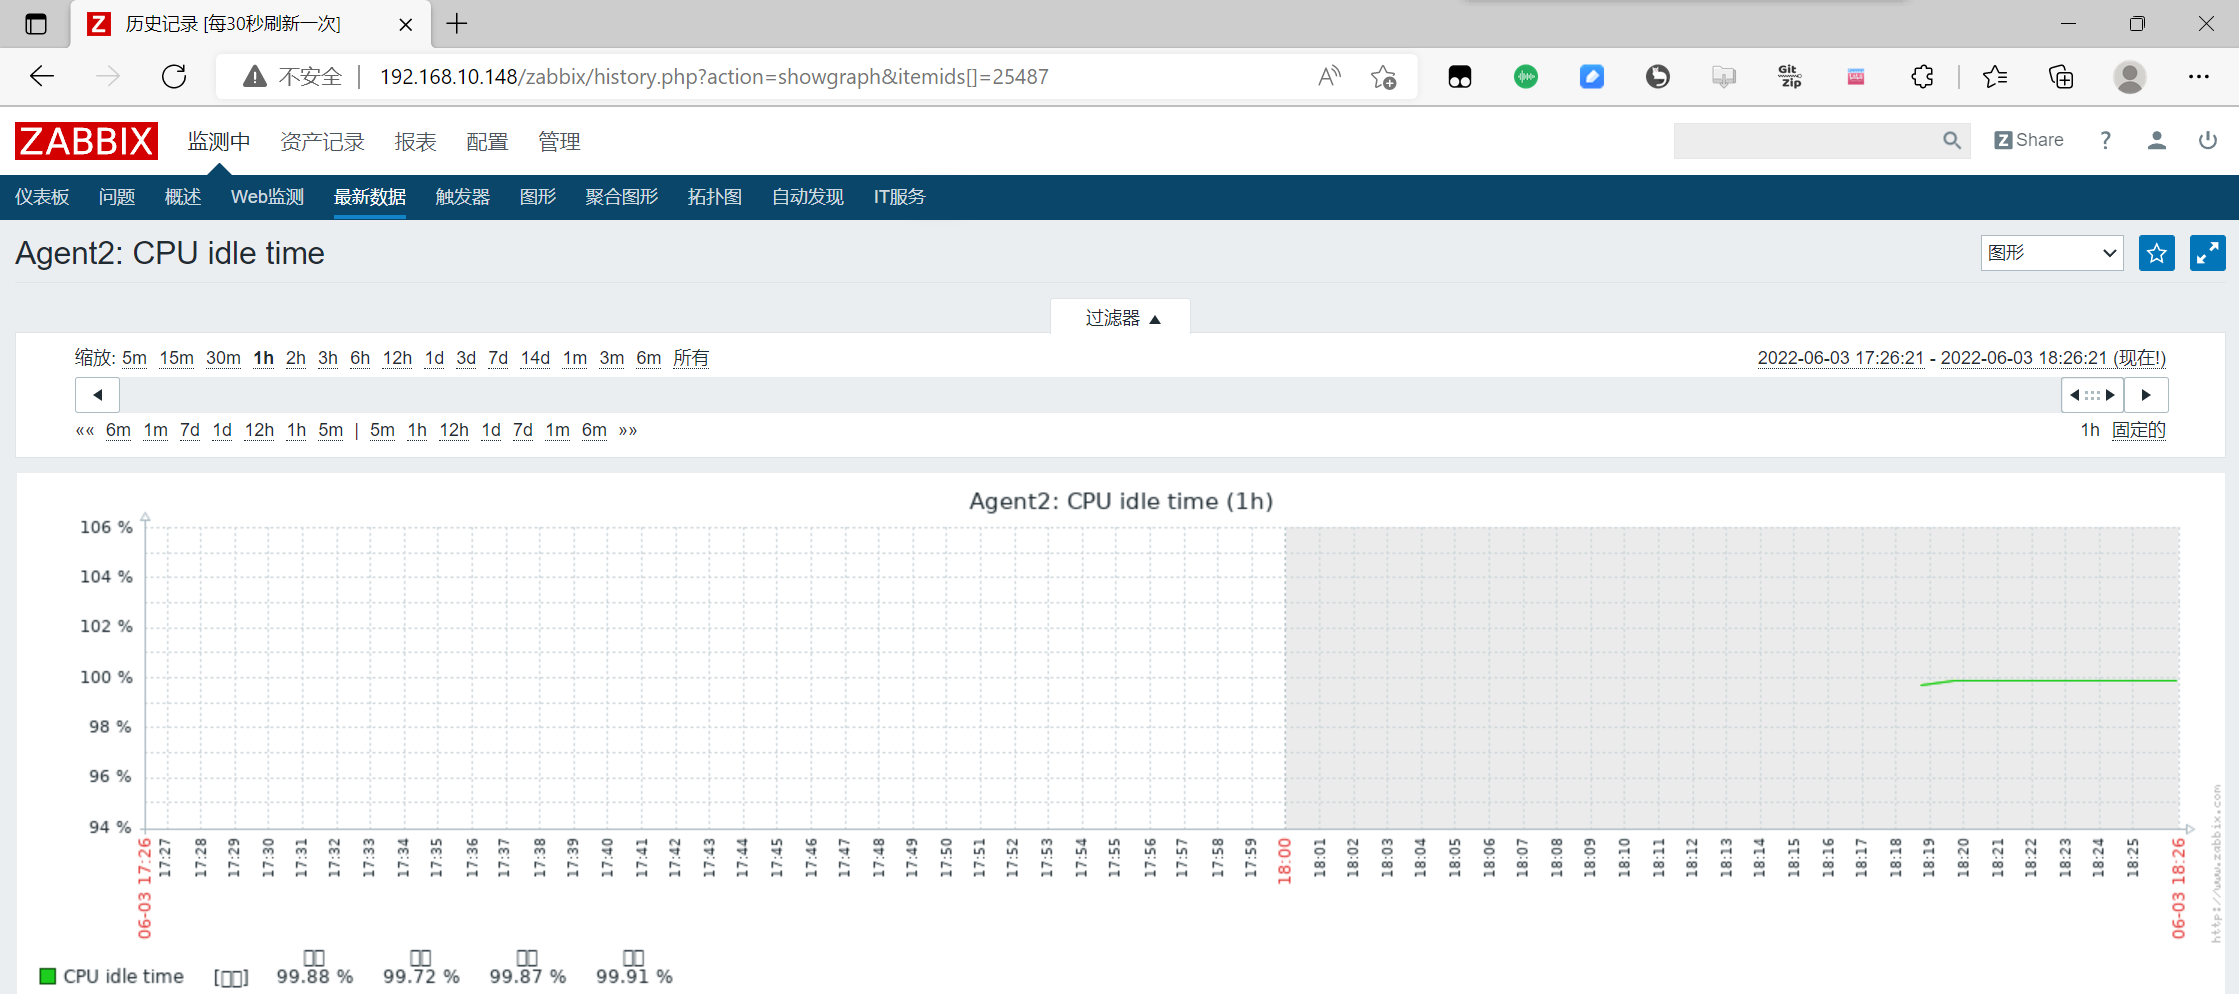 历史记录 [每30秒刷新一次]
不安全 192.168.10.148/zabbix/history.php?action=showgraph&itemids[]=25487
Git Zip
ZABBIX 监测中 资产记录 报表 配置 管理 Z Share ?
仪表板 问题 概述 Web监测 最新数据 触发器 图形 聚合图形 拓扑图 自动发现 IT服务
Agent2: CPU idle time 图形
过滤器 ▲
缩放: 5m 15m 30m 1h 2h 3h 6h 12h 1d 3d 7d 14d 1m 3m 6m 所有 2022-06-03 17:26:21 - 2022-06-03 18:26:21 (现在!)
«« 6m 1m 7d 1d 12h 1h 5m | 5m 1h 12h 1d 7d 1m 6m »» 1h 固定的
Agent2: CPU idle time (1h)
106 %
104 %
102 %
100 %
98 %
96 %
94 %
06-03 17:26 17:27 17:28 17:29 17:30 17:31 17:32 17:33 17:34 17:35 17:36 17:37 17:38 17:39 17:40 17:41 17:42 17:43 17:44 17:45 17:46 17:47 17:48 17:49 17:50 17:51 17:52 17:53 17:54 17:55 17:56 17:57 17:58 17:59 18:00 18:01 18:02 18:03 18:04 18:05 18:06 18:07 18:08 18:09 18:10 18:11 18:12 18:13 18:14 18:15 18:16 18:17 18:18 18:19 18:20 18:21 18:22 18:23 18:24 18:25 06-03 18:26
http://www.zabbix.com
CPU idle time [□□] 99.88 % 99.72 % 99.87 % 99.91 %